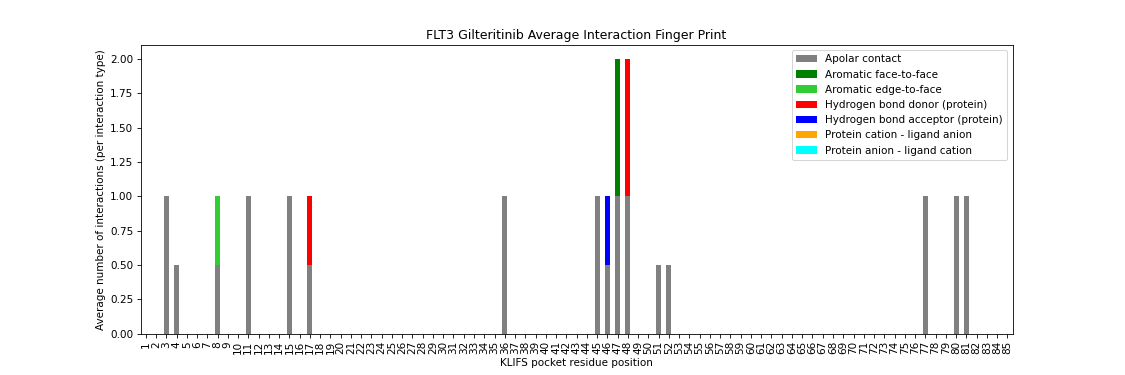 FLT3 Gilteritinib Average Interaction Finger Print
Average number of interactions (per interaction type)
2.00
1.75
1.50
1.25
1.00
0.75
0.50
0.25
0.00
Apolar contact
Aromatic face-to-face
Aromatic edge-to-face
Hydrogen bond donor (protein)
Hydrogen bond acceptor (protein)
Protein cation - ligand anion
Protein anion - ligand cation
1 2 3 4 5 6 7 8 9 10 11 12 13 14 15 16 17 18 19 20 21 22 23 24 25 26 27 28 29 30 31 32 33 34 35 36 37 38 39 40 41 42 43 44 45 46 47 48 49 50 51 52 53 54 55 56 57 58 59 60 61 62 63 64 65 66 67 68 69 70 71 72 73 74 75 76 77 78 79 80 81 82 83 84 85
KLIFS pocket residue position